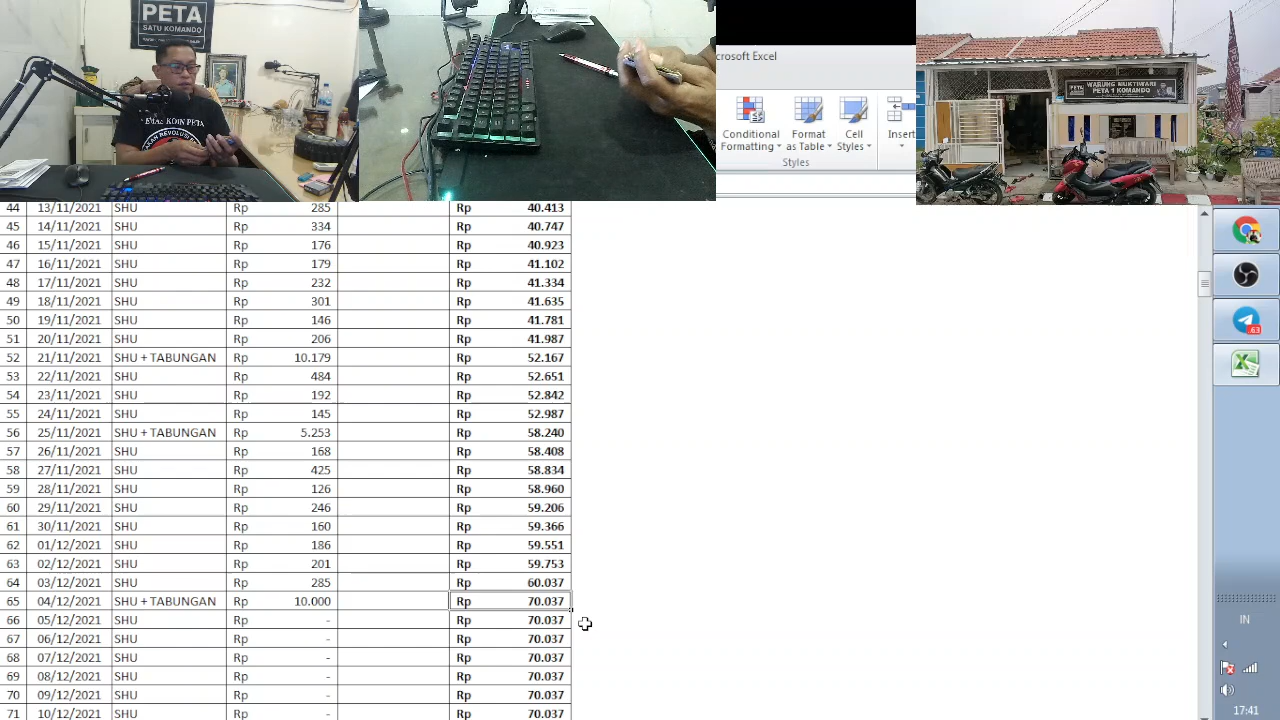 PETA
SATU KOMANDO
crosoft Excel
Conditional Formatting
Format as Table
Cell Styles
Insert
Styles
PETA
WARUNG MUKTIWARI
PETA 1 KOMANDO
44 13/11/2021 SHU Rp 285 Rp 40.413
45 14/11/2021 SHU Rp 334 Rp 40.747
46 15/11/2021 SHU Rp 176 Rp 40.923
47 16/11/2021 SHU Rp 179 Rp 41.102
48 17/11/2021 SHU Rp 232 Rp 41.334
49 18/11/2021 SHU Rp 301 Rp 41.635
50 19/11/2021 SHU Rp 146 Rp 41.781
51 20/11/2021 SHU Rp 206 Rp 41.987
52 21/11/2021 SHU + TABUNGAN Rp 10.179 Rp 52.167
53 22/11/2021 SHU Rp 484 Rp 52.651
54 23/11/2021 SHU Rp 192 Rp 52.842
55 24/11/2021 SHU Rp 145 Rp 52.987
56 25/11/2021 SHU + TABUNGAN Rp 5.253 Rp 58.240
57 26/11/2021 SHU Rp 168 Rp 58.408
58 27/11/2021 SHU Rp 425 Rp 58.834
59 28/11/2021 SHU Rp 126 Rp 58.960
60 29/11/2021 SHU Rp 246 Rp 59.206
61 30/11/2021 SHU Rp 160 Rp 59.366
62 01/12/2021 SHU Rp 186 Rp 59.551
63 02/12/2021 SHU Rp 201 Rp 59.753
64 03/12/2021 SHU Rp 285 Rp 60.037
65 04/12/2021 SHU + TABUNGAN Rp 10.000 Rp 70.037
66 05/12/2021 SHU Rp - Rp 70.037
67 06/12/2021 SHU Rp - Rp 70.037
68 07/12/2021 SHU Rp - Rp 70.037
69 08/12/2021 SHU Rp - Rp 70.037
70 09/12/2021 SHU Rp - Rp 70.037
71 10/12/2021 SHU Rp - Rp 70.037
63
IN
17:41